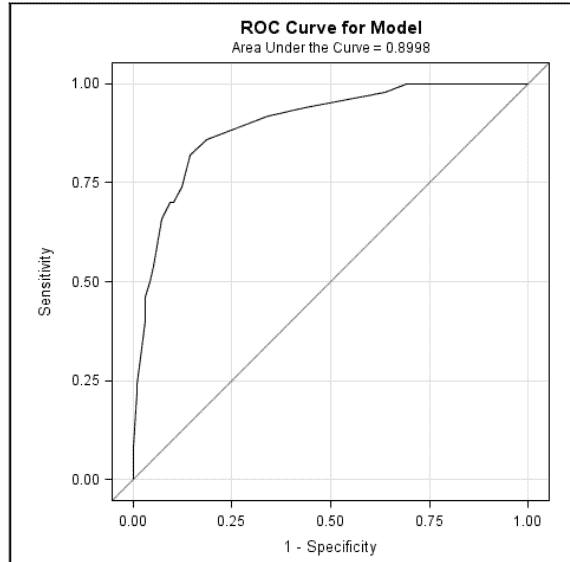 ROC Curve for Model
Area Under the Curve = 0.8998
1.00
0.75
0.50
0.25
0.00
Sensitivity
0.00 0.25 0.50 0.75 1.00
1 - Specificity